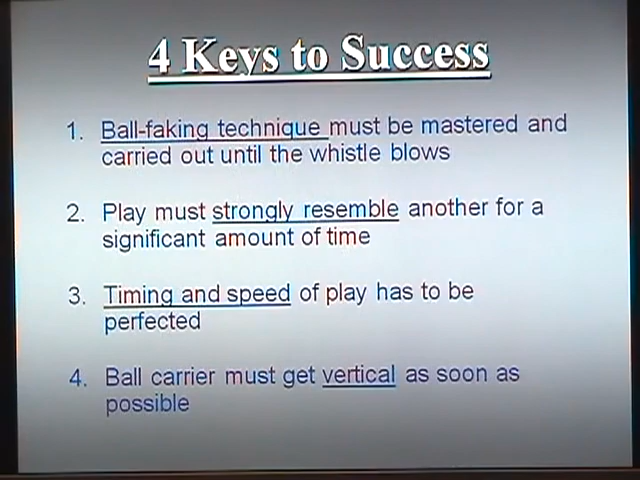 4 Keys to Success
1. Ball-faking technique must be mastered and
carried out until the whistle blows
2. Play must strongly resemble another for a
significant amount of time
3. Timing and speed of play has to be
perfected
4. Ball carrier must get vertical as soon as
possible